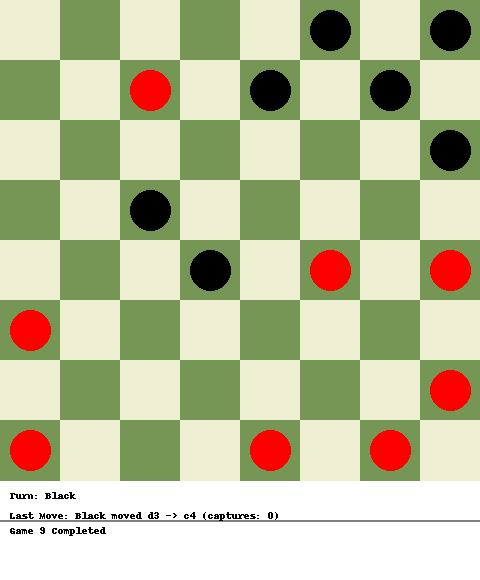 Turn: Black
Last Move: Black moved d3 -> c4 (captures: 0)
Game 9 Completed